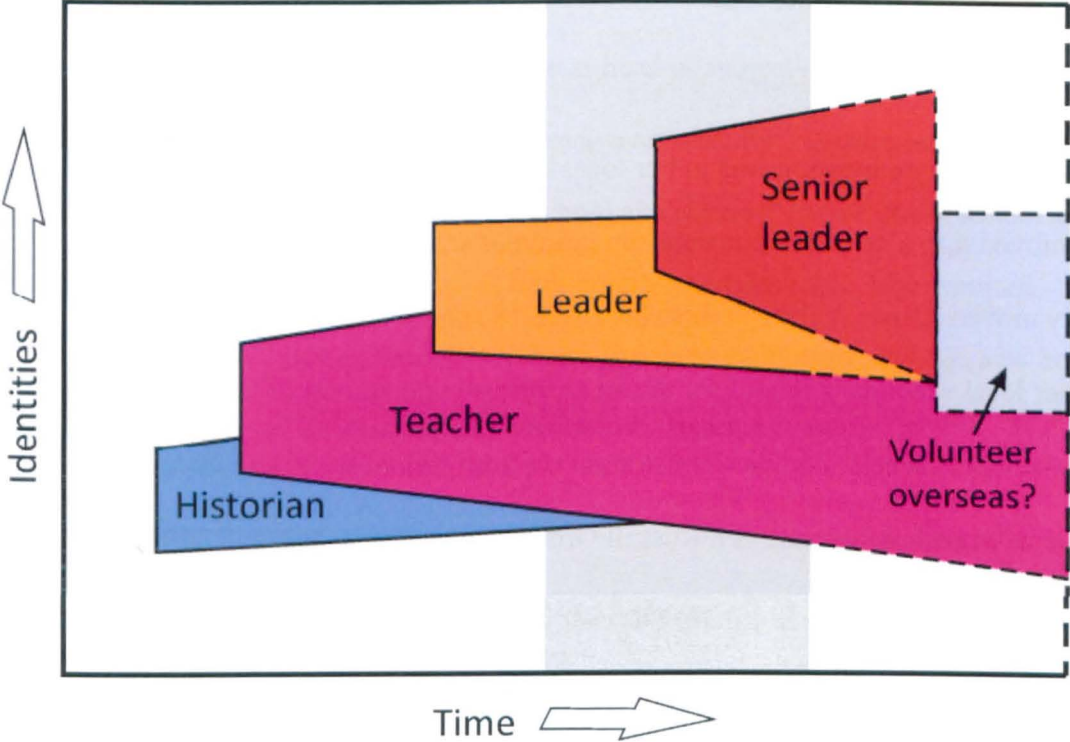 Identities
Senior
leader
Leader
Teacher
Historian
Volunteer
overseas?
Time